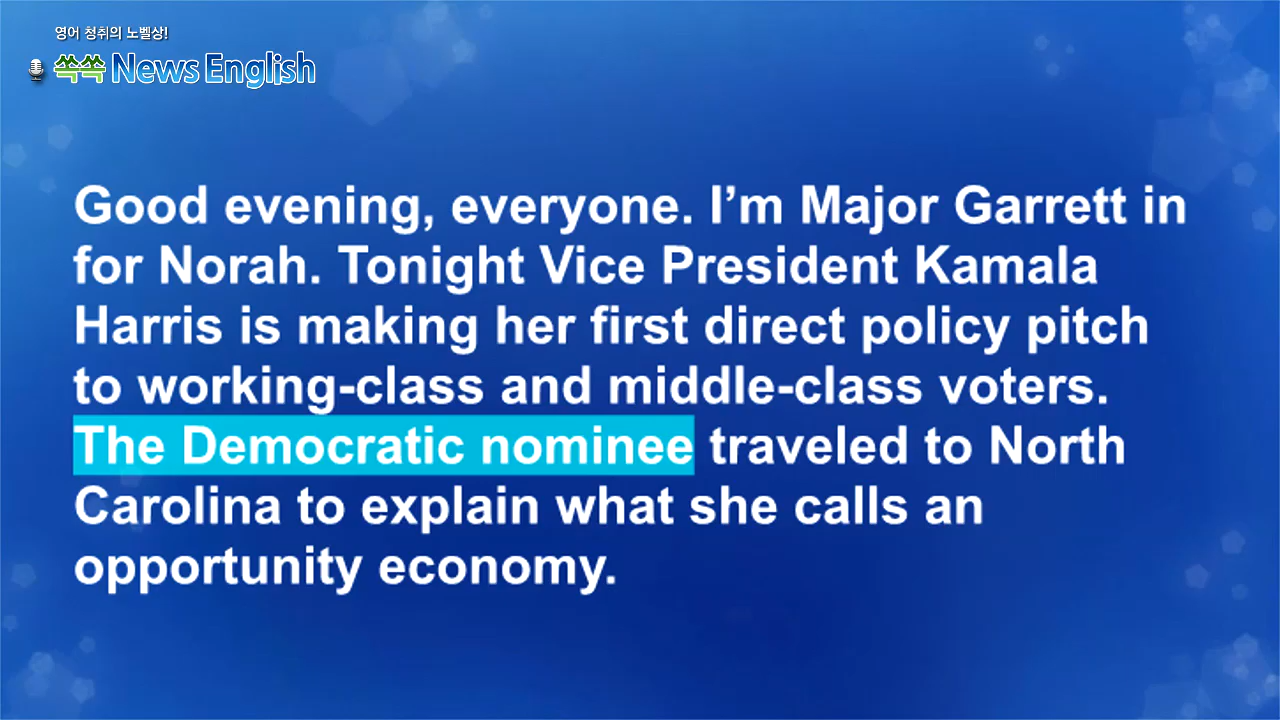 영어 청취의 노벨상!
쏙쏙 News English
Good evening, everyone. I’m Major Garrett in
for Norah. Tonight Vice President Kamala
Harris is making her first direct policy pitch
to working-class and middle-class voters.
The Democratic nominee traveled to North
Carolina to explain what she calls an
opportunity economy.